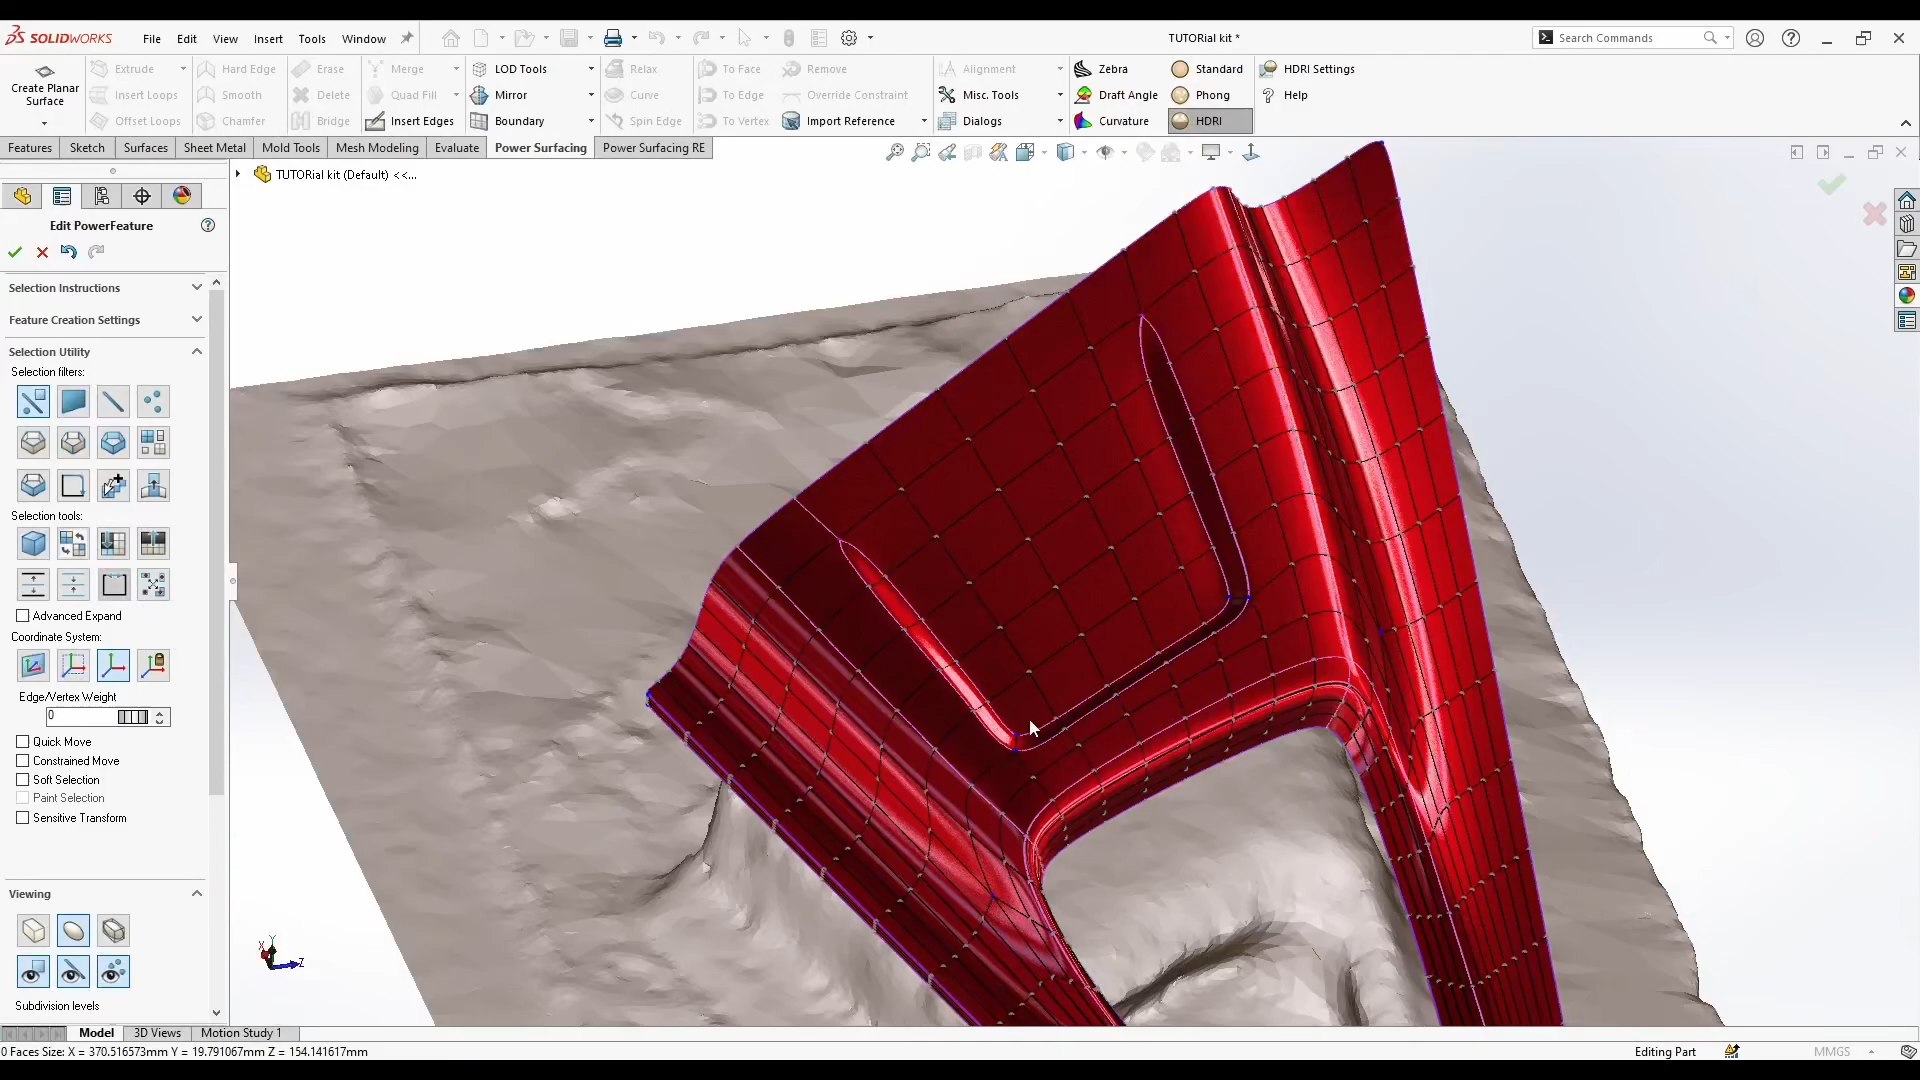 SOLIDWORKS File Edit View Insert Tools Window TUTORial kit * Search Commands
Create Planar Surface
Extrude Hard Edge Erase Merge LOD Tools Relax To Face Remove Alignment Zebra Standard HDRI Settings
Insert Loops Smooth Delete Quad Fill Mirror Curve To Edge Override Constraint Misc. Tools Draft Angle Phong Help
Offset Loops Chamfer Bridge Insert Edges Boundary Spin Edge To Vertex Import Reference Dialogs Curvature HDRI
Features Sketch Surfaces Sheet Metal Mold Tools Mesh Modeling Evaluate Power Surfacing Power Surfacing RE
TUTORial kit (Default) <<...
Edit PowerFeature
Selection Instructions
Feature Creation Settings
Selection Utility
Selection filters:
Selection tools:
Advanced Expand
Coordinate System:
Edge/Vertex Weight
0
Quick Move
Constrained Move
Soft Selection
Paint Selection
Sensitive Transform
Viewing
Subdivision levels
X Y Z
Model 3D Views Motion Study 1
0 Faces Size: X = 370.516573mm Y = 19.791067mm Z = 154.141617mm Editing Part MMGS